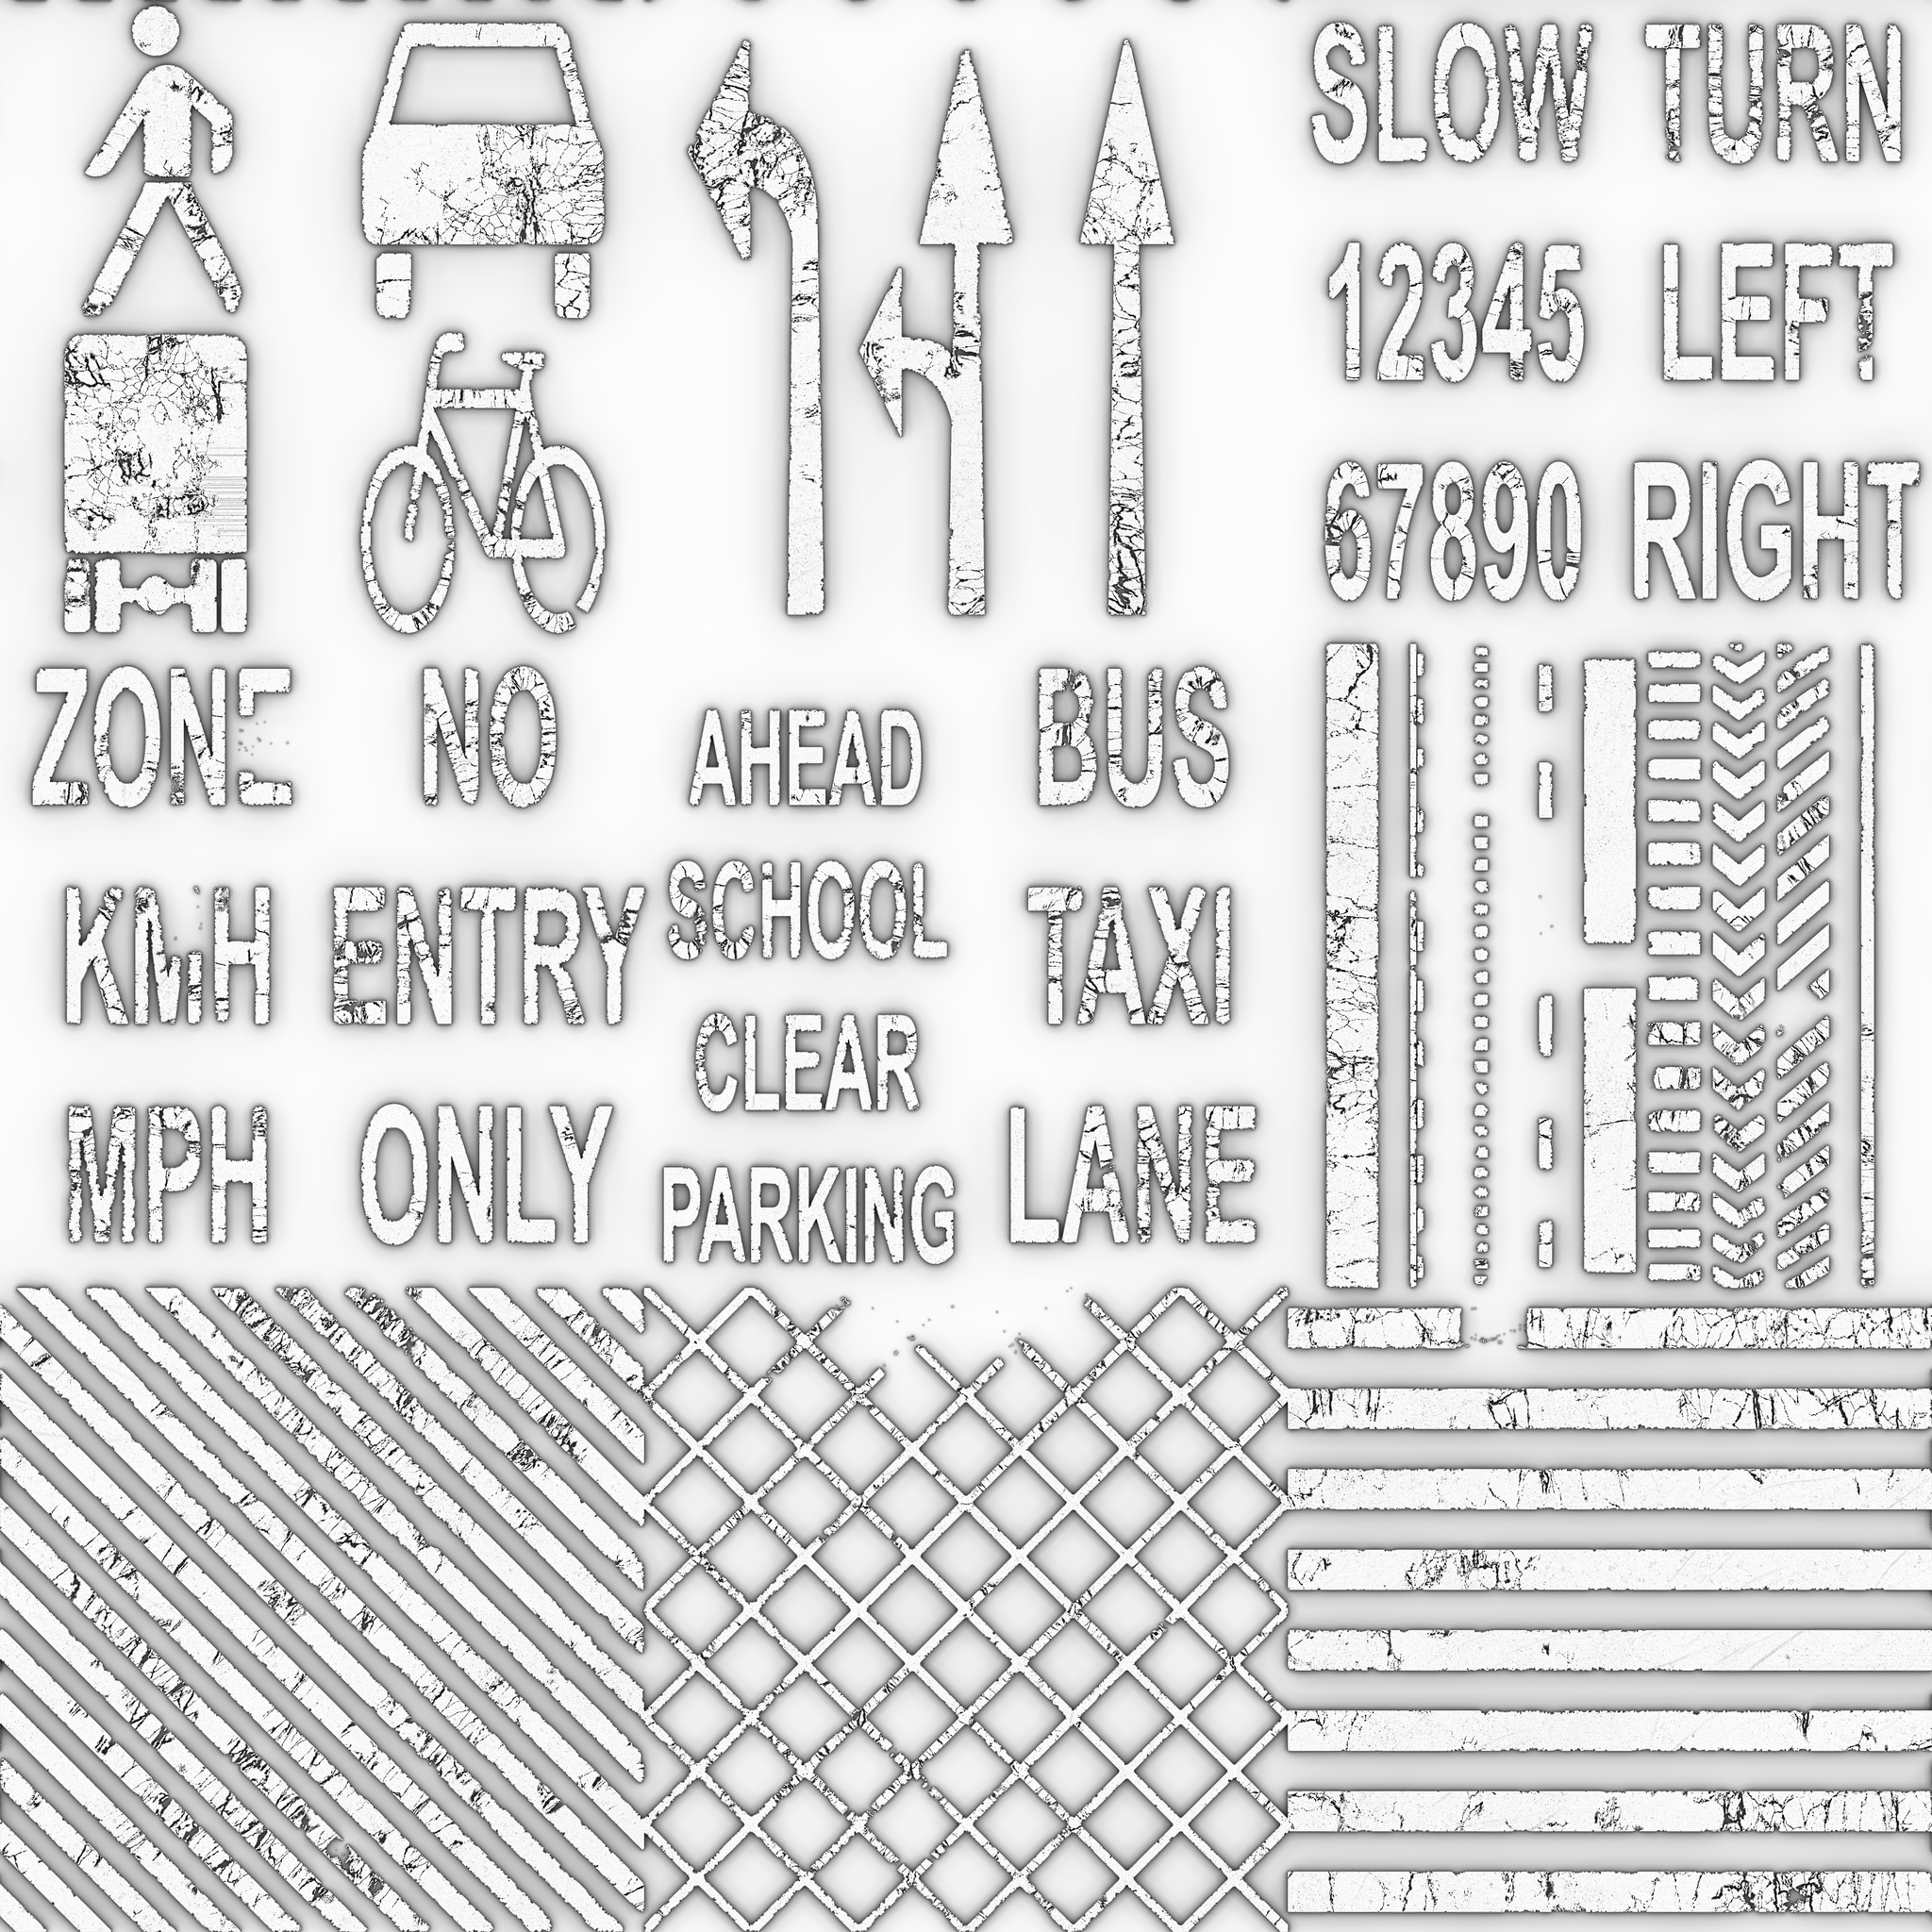 SLOW TURN
12345 LEFT
67890 RIGHT
ZONE NO AHEAD BUS
KMH ENTRY SCHOOL TAXI
CLEAR
MPH ONLY PARKING LANE